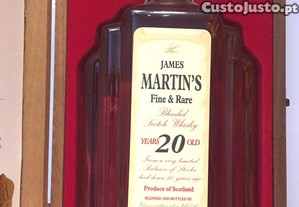 CustoJusto.pt
The
JAMES
MARTIN'S
Fine & Rare
Blended
Scotch Whisky
YEARS 20 OLD
From a very limited
Balance of Stocks
laid down 20 years ago
Produce of Scotland
BLENDED AND BOTTLED BY